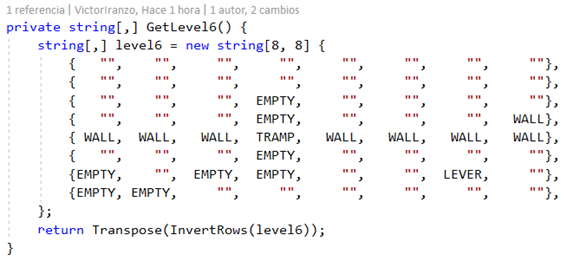 1 referencia | VictorIranzo, Hace 1 hora | 1 autor, 2 cambios
private string[,] GetLevel6() {
string[,] level6 = new string[8, 8] {
{ "", "", "", "", "", "", "", ""},
{ "", "", "", "", "", "", "", ""},
{ "", "", "", EMPTY, "", "", "", ""},
{ "", "", "", EMPTY, "", "", "", WALL},
{ WALL, WALL, WALL, TRAMP, WALL, WALL, WALL, WALL},
{ "", "", "", EMPTY, "", "", "", ""},
{EMPTY, "", EMPTY, EMPTY, "", "", LEVER, ""},
{EMPTY, EMPTY, "", "", "", "", "", ""},
};
return Transpose(InvertRows(level6));
}